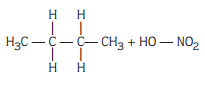 H H
H₃C — C — C — CH₃ + HO — NO₂
H H